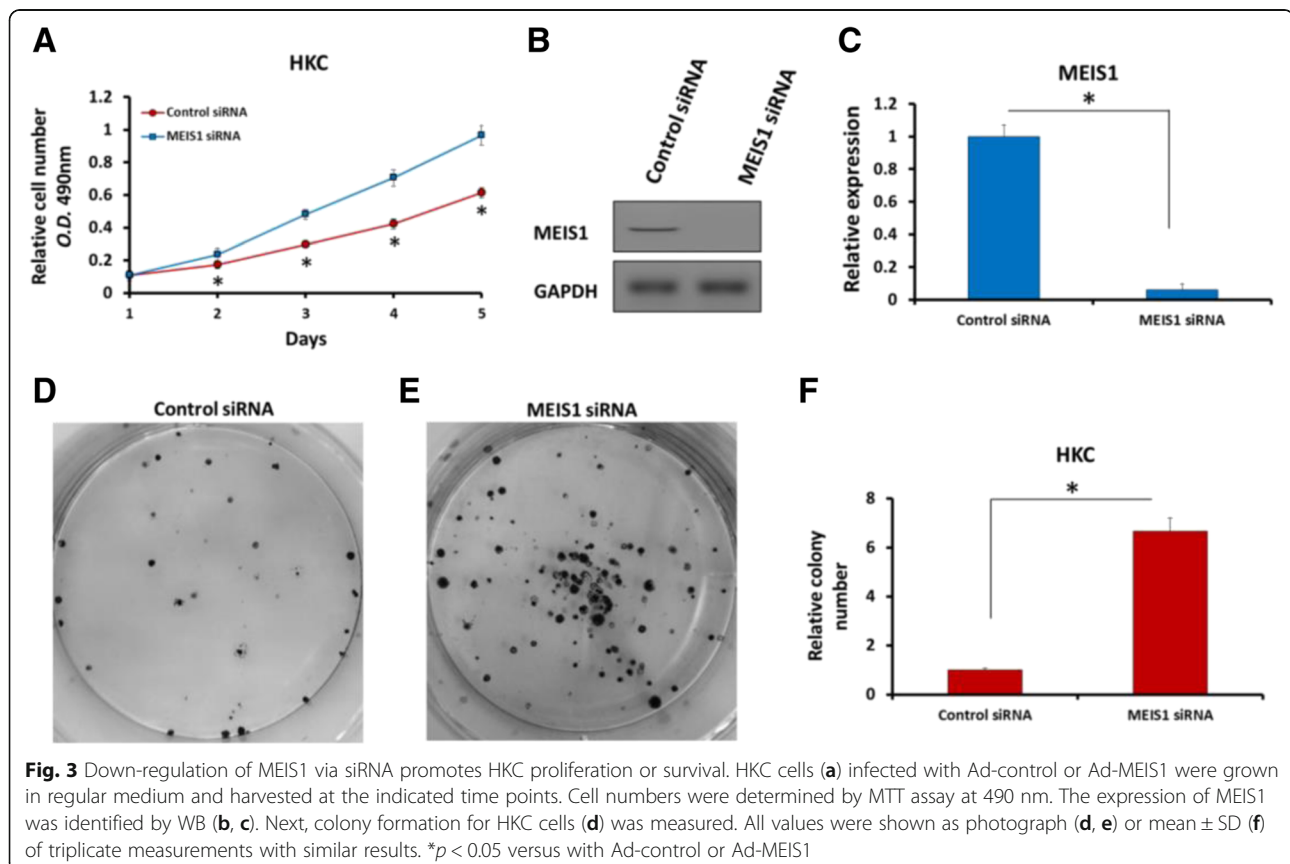 A
HKC
Relative cell number
O.D. 490nm
1.2
1
0.8
0.6
0.4
0.2
0
Control siRNA
MEIS1 siRNA
*
*
*
*
1 2 3 4 5
Days
B
Control siRNA
MEIS1 siRNA
MEIS1
GAPDH
C
MEIS1
*
Relative expression
1.2
1
0.8
0.6
0.4
0.2
0
Control siRNA MEIS1 siRNA
D
Control siRNA
E
MEIS1 siRNA
F
HKC
*
Relative colony
number
8
6
4
2
0
Control siRNA MEIS1 siRNA
Fig. 3 Down-regulation of MEIS1 via siRNA promotes HKC proliferation or survival. HKC cells (a) infected with Ad-control or Ad-MEIS1 were grown
in regular medium and harvested at the indicated time points. Cell numbers were determined by MTT assay at 490 nm. The expression of MEIS1
was identified by WB (b, c). Next, colony formation for HKC cells (d) was measured. All values were shown as photograph (d, e) or mean ± SD (f)
of triplicate measurements with similar results. *p < 0.05 versus with Ad-control or Ad-MEIS1